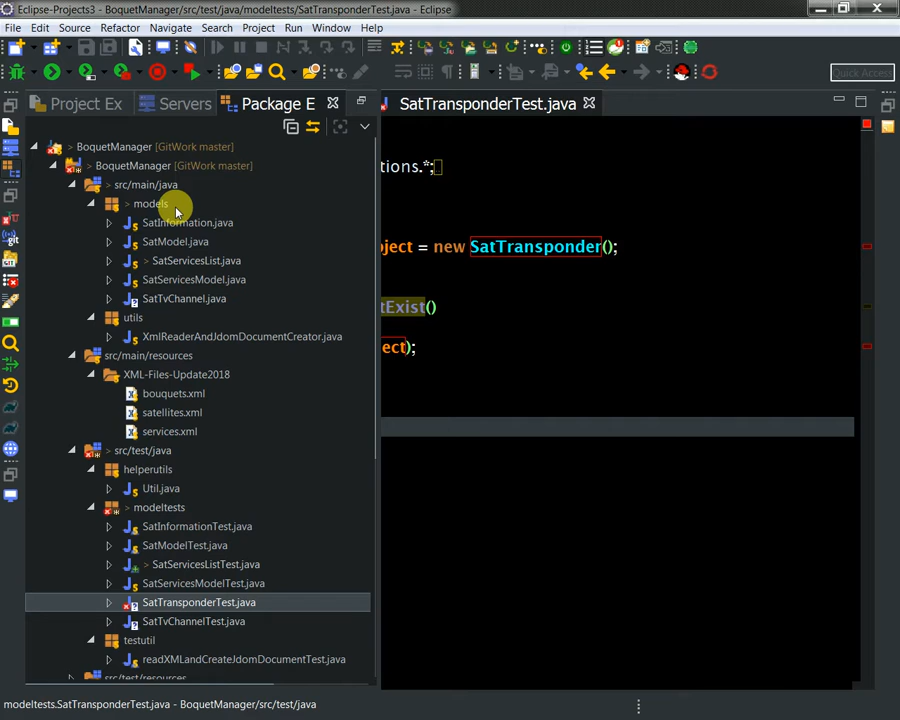 Eclipse-Projects3 - BoquetManager/src/test/java/modeltests/SatTransponderTest.java - Eclipse
File Edit Source Refactor Navigate Search Project Run Window Help
Quick Access
Project Ex Servers Package E SatTransponderTest.java
> BoquetManager [GitWork master]
> BoquetManager [GitWork master]
> src/main/java
> models
SatInformation.java
SatModel.java
> SatServicesList.java
SatServicesModel.java
SatTvChannel.java
utils
XmlReaderAndJdomDocumentCreator.java
src/main/resources
XML-Files-Update2018
bouquets.xml
satellites.xml
services.xml
> src/test/java
helperutils
Util.java
> modeltests
SatInformationTest.java
SatModelTest.java
> SatServicesListTest.java
SatServicesModelTest.java
SatTransponderTest.java
SatTvChannelTest.java
testutil
readXMLandCreateJdomDocumentTest.java
src/test/resources
tions.*;
ject = new SatTransponder();
tExist()
ect);
modeltests.SatTransponderTest.java - BoquetManager/src/test/java